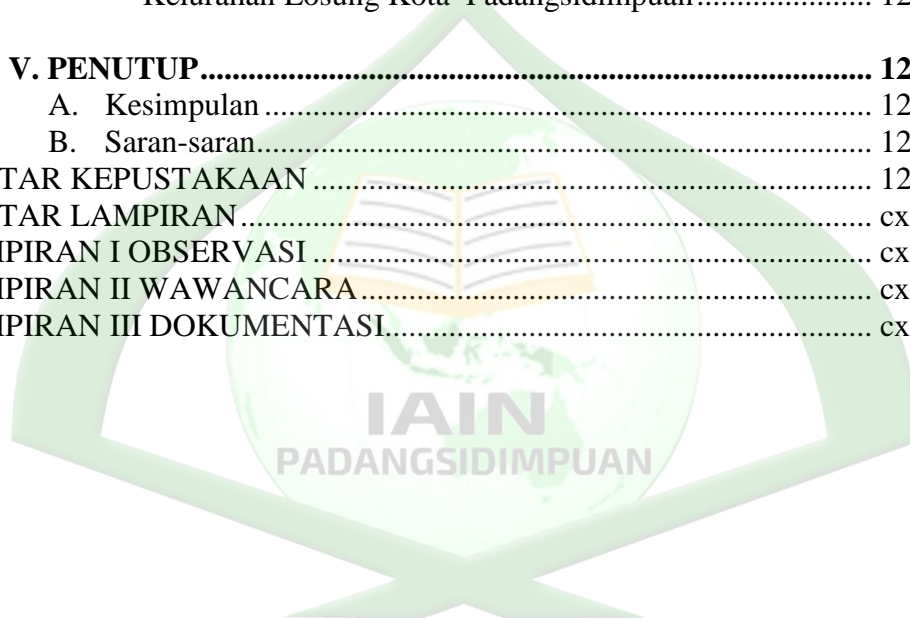 Kelurahan Losung Kota Padangsidimpuan........................ 12
V. PENUTUP........................ 12
A. Kesimpulan ........................ 12
B. Saran-saran........................ 12
TAR KEPUSTAKAAN ........................ 12
TAR LAMPIRAN........................ cx
IPIRAN I OBSERVASI ........................ cx
IPIRAN II WAWANCARA........................ cx
IPIRAN III DOKUMENTASI........................ cx
IAIN
PADANGSIDIMPUAN